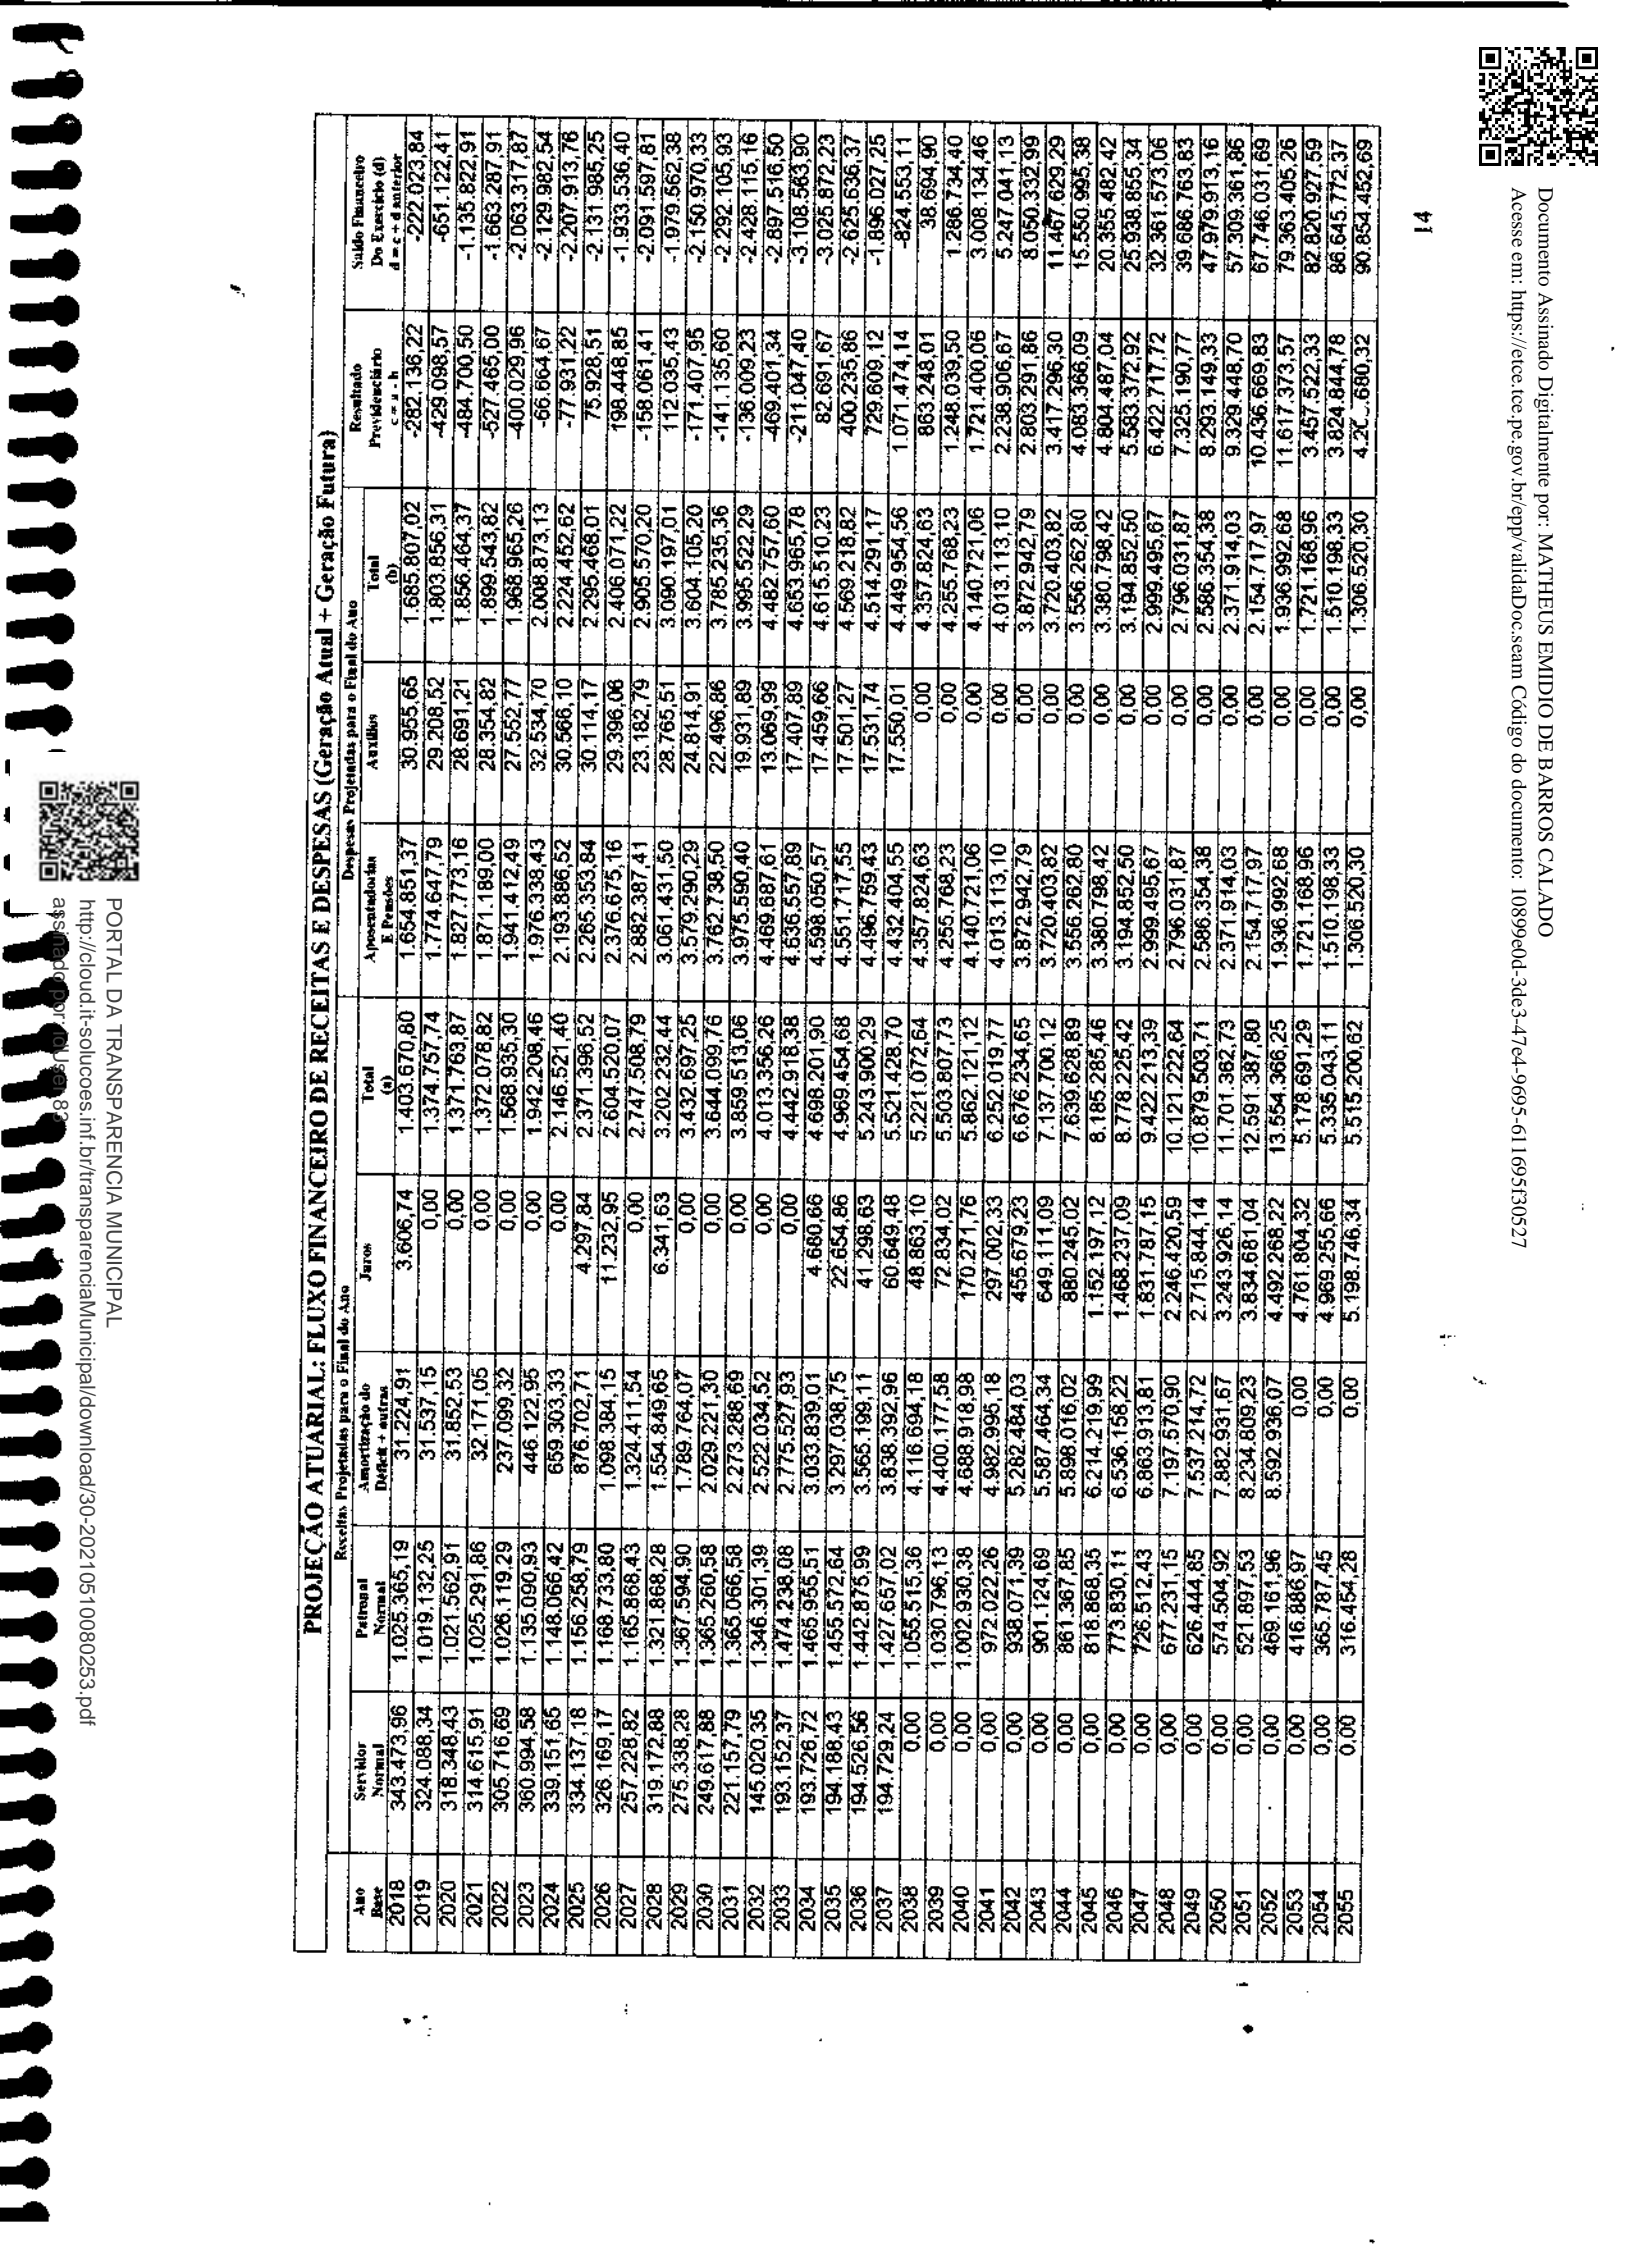 PROJEÇÃO ATUARIAL: FLUXO FINANCEIRO DE RECEITAS E DESPESAS (Geração Atual + Geração Futura)
Receitas Projetadas para o Final do Ano Despesas Projetadas para o Final do Ano
Ano Base Servidor Normal Patronal Normal Amortização do Déficit + outras Juros Total (a) Aposentadorias E Pensões Auxílios Total (b) Resultado Previdenciário c = a - b Saldo Financeiro Do Exercício (d) d = c + d anterior
2018 343.473,96 1.025.365,19 31.224,91 3.606,74 1.403.670,80 1.654.851,37 30.955,65 1.685.807,02 -282.136,22 -222.023,84
2019 324.088,34 1.019.132,25 31.537,15 0,00 1.374.757,74 1.774.647,79 29.208,52 1.803.856,31 -429.098,57 -651.122,41
2020 318.348,43 1.021.562,91 31.852,53 0,00 1.371.763,87 1.827.773,16 28.691,21 1.856.464,37 -484.700,50 -1.135.822,91
2021 314.615,91 1.025.291,86 32.171,05 0,00 1.372.078,82 1.871.189,00 28.354,82 1.899.543,82 -527.465,00 -1.663.287,91
2022 305.716,69 1.026.119,29 237.099,32 0,00 1.568.935,30 1.941.412,49 27.552,77 1.968.965,26 -400.029,96 -2.063.317,87
2023 360.994,58 1.135.090,93 446.122,95 0,00 1.942.208,46 1.976.338,43 32.534,70 2.008.873,13 -66.664,67 -2.129.982,54
2024 339.151,65 1.148.066,42 659.303,33 0,00 2.146.521,40 2.193.886,52 30.566,10 2.224.452,62 -77.931,22 -2.207.913,76
2025 334.137,18 1.156.258,79 876.702,71 4.297,84 2.371.396,52 2.265.353,84 30.114,17 2.295.468,01 75.928,51 -2.131.985,25
2026 326.169,17 1.168.733,80 1.098.384,15 11.232,95 2.604.520,07 2.376.675,16 29.396,06 2.406.071,22 198.448,85 -1.933.536,40
2027 257.228,82 1.165.868,43 1.324.411,54 0,00 2.747.508,79 2.882.387,41 23.182,79 2.905.570,20 -158.061,41 -2.091.597,81
2028 319.172,88 1.321.868,28 1.554.849,65 6.341,63 3.202.232,44 3.061.431,50 28.765,51 3.090.197,01 112.035,43 -1.979.562,38
2029 275.338,28 1.367.594,90 1.789.764,07 0,00 3.432.697,25 3.579.290,29 24.814,91 3.604.105,20 -171.407,95 -2.150.970,33
2030 249.617,88 1.365.260,58 2.029.221,30 0,00 3.644.099,76 3.762.738,50 22.496,86 3.785.235,36 -141.135,60 -2.292.105,93
2031 221.157,79 1.365.066,58 2.273.288,69 0,00 3.859.513,06 3.975.590,40 19.931,89 3.995.522,29 -136.009,23 -2.428.115,16
2032 145.020,35 1.346.301,39 2.522.034,52 0,00 4.013.356,26 4.469.687,61 13.069,99 4.482.757,60 -469.401,34 -2.897.516,50
2033 193.152,37 1.474.238,08 2.775.527,93 0,00 4.442.918,38 4.636.557,89 17.407,89 4.653.965,78 -211.047,40 -3.108.563,90
2034 193.726,72 1.465.955,51 3.033.839,01 4.680,66 4.698.201,90 4.598.050,57 17.459,66 4.615.510,23 82.691,67 -3.025.872,23
2035 194.188,43 1.455.572,64 3.297.038,75 22.654,86 4.969.454,68 4.551.717,55 17.501,27 4.569.218,82 400.235,86 -2.625.636,37
2036 194.526,56 1.442.875,99 3.565.199,11 41.298,63 5.243.900,29 4.496.759,43 17.531,74 4.514.291,17 729.609,12 -1.896.027,25
2037 194.729,24 1.427.657,02 3.838.392,96 60.649,48 5.521.428,70 4.432.404,55 17.550,01 4.449.954,56 1.071.474,14 -824.553,11
2038 0,00 1.055.515,36 4.116.694,18 48.863,10 5.221.072,64 4.357.824,63 0,00 4.357.824,63 863.248,01 38.694,90
2039 0,00 1.030.796,13 4.400.177,58 72.834,02 5.503.807,73 4.255.768,23 0,00 4.255.768,23 1.248.039,50 1.286.734,40
2040 0,00 1.002.930,38 4.688.918,98 170.271,76 5.862.121,12 4.140.721,06 0,00 4.140.721,06 1.721.400,06 3.008.134,46
2041 0,00 972.022,26 4.982.995,18 297.002,33 6.252.019,77 4.013.113,10 0,00 4.013.113,10 2.238.906,67 5.247.041,13
2042 0,00 938.071,39 5.282.484,03 455.679,23 6.676.234,65 3.872.942,79 0,00 3.872.942,79 2.803.291,86 8.050.332,99
2043 0,00 901.124,69 5.587.464,34 649.111,09 7.137.700,12 3.720.403,82 0,00 3.720.403,82 3.417.296,30 11.467.629,29
2044 0,00 861.367,85 5.898.016,02 880.245,02 7.639.628,89 3.556.262,80 0,00 3.556.262,80 4.083.366,09 15.550.995,38
2045 0,00 818.868,35 6.214.219,99 1.152.197,12 8.185.285,46 3.380.798,42 0,00 3.380.798,42 4.804.487,04 20.355.482,42
2046 0,00 773.830,11 6.536.158,22 1.468.237,09 8.778.225,42 3.194.852,50 0,00 3.194.852,50 5.583.372,92 25.938.855,34
2047 0,00 726.512,43 6.863.913,81 1.831.787,15 9.422.213,39 2.999.495,67 0,00 2.999.495,67 6.422.717,72 32.361.573,06
2048 0,00 677.231,15 7.197.570,90 2.246.420,59 10.121.222,64 2.796.031,87 0,00 2.796.031,87 7.325.190,77 39.686.763,83
2049 0,00 626.444,85 7.537.214,72 2.715.844,14 10.879.503,71 2.586.354,38 0,00 2.586.354,38 8.293.149,33 47.979.913,16
2050 0,00 574.504,92 7.882.931,67 3.243.926,14 11.701.362,73 2.371.914,03 0,00 2.371.914,03 9.329.448,70 57.309.361,86
2051 0,00 521.897,53 8.234.809,23 3.834.681,04 12.591.387,80 2.154.717,97 0,00 2.154.717,97 10.436.669,83 67.746.031,69
2052 0,00 469.161,96 8.592.936,07 4.492.268,22 13.554.366,25 1.936.992,68 0,00 1.936.992,68 11.617.373,57 79.363.405,26
2053 0,00 416.886,97 0,00 4.761.804,32 5.178.691,29 1.721.168,96 0,00 1.721.168,96 3.457.522,33 82.820.927,59
2054 0,00 365.787,45 0,00 4.969.255,66 5.335.043,11 1.510.198,33 0,00 1.510.198,33 3.824.844,78 86.645.772,37
2055 0,00 316.454,28 0,00 5.198.746,34 5.515.200,62 1.306.520,30 0,00 1.306.520,30 90.854.452,69
14
Documento Assinado Digitalmente por: MATHEUS EMIDIO DE BARROS CALADO
Acesse em: https://etce.tce.pe.gov.br/epp/validaDoc.seam Código do documento: 10899e0d-3de3-47e4-9695-611695f30527
PORTAL DA TRANSPARENCIA MUNICIPAL
http://cloud.it-solucoes.inf.br/transparenciaMunicipal/download/30-20210510080253.pdf
assinado por: idUser 83